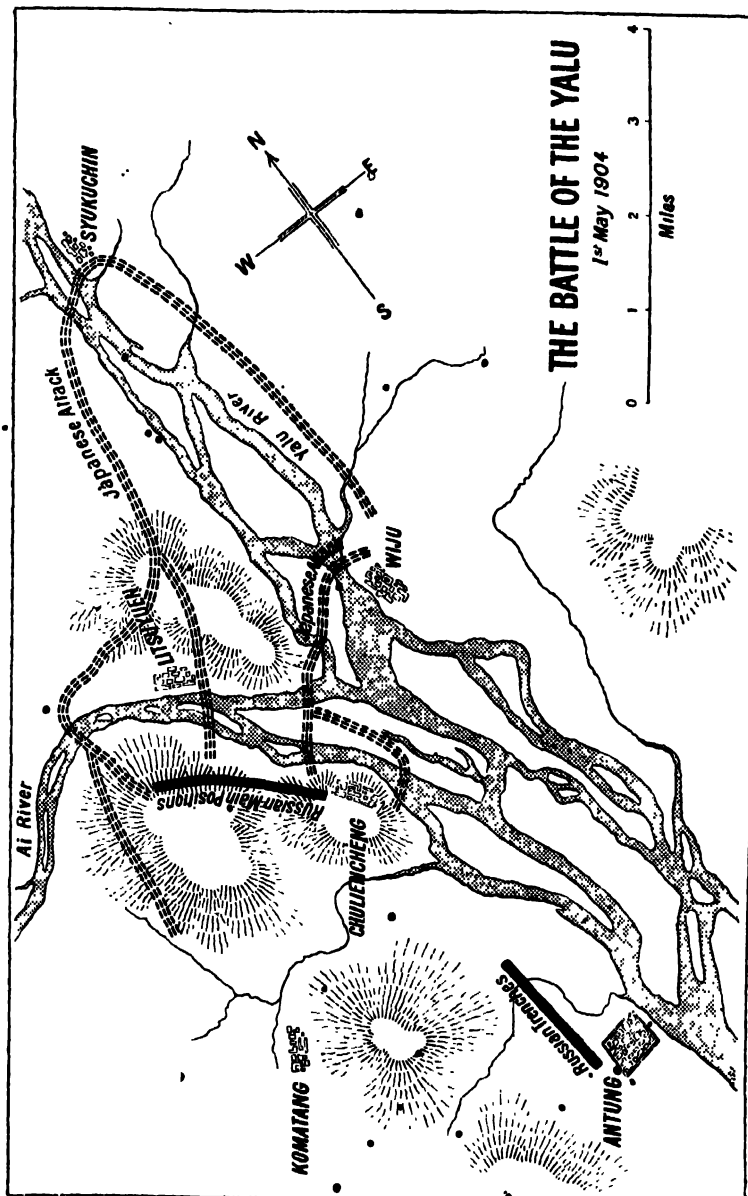 THE BATTLE OF THE YALU
1st May 1904
0 1 2 3 4
Miles
N
E
S
W
SYUKUCHIN
Japanese Attack
Yalu River
WIJU
Japanese
Ai River
Russian Main Positions
CHULIENCHENG
KOMATANG
Russian Trenches
ANTUNG